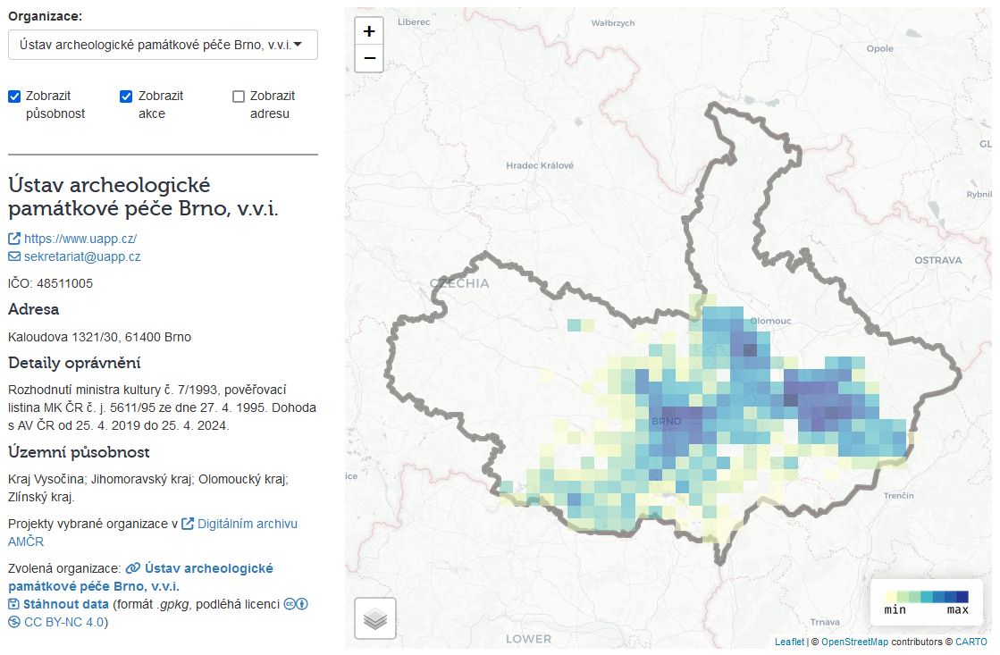 Organizace:
Ústav archeologické památkové péče Brno, v.v.i.
Zobrazit
působnost
Zobrazit
akce
Zobrazit
adresu
Ústav archeologické
památkové péče Brno, v.v.i.
https://www.uapp.cz/
sekretariat@uapp.cz
IČO: 48511005
Adresa
Kaloudova 1321/30, 61400 Brno
Detaily oprávnění
Rozhodnutí ministra kultury č. 7/1993, pověřovací
listina MK ČR č. j. 5611/95 ze dne 27. 4. 1995. Dohoda
s AV ČR od 25. 4. 2019 do 25. 4. 2024.
Územní působnost
Kraj Vysočina; Jihomoravský kraj; Olomoucký kraj;
Zlínský kraj.
Projekty vybrané organizace v Digitálním archivu
AMČR
Zvolená organizace: Ústav archeologické
památkové péče Brno, v.v.i.
Stáhnout data (formát .gpkg, podléhá licenci
CC BY-NC 4.0)
+
−
Liberec
Wałbrzych
Opole
GL
Hradec Králové
Rybnik
OSTRAVA
CZECHIA
Olomouc
BRNO
ice
Trenčín
Trnava
LOWER
min max
Leaflet | © OpenStreetMap contributors © CARTO